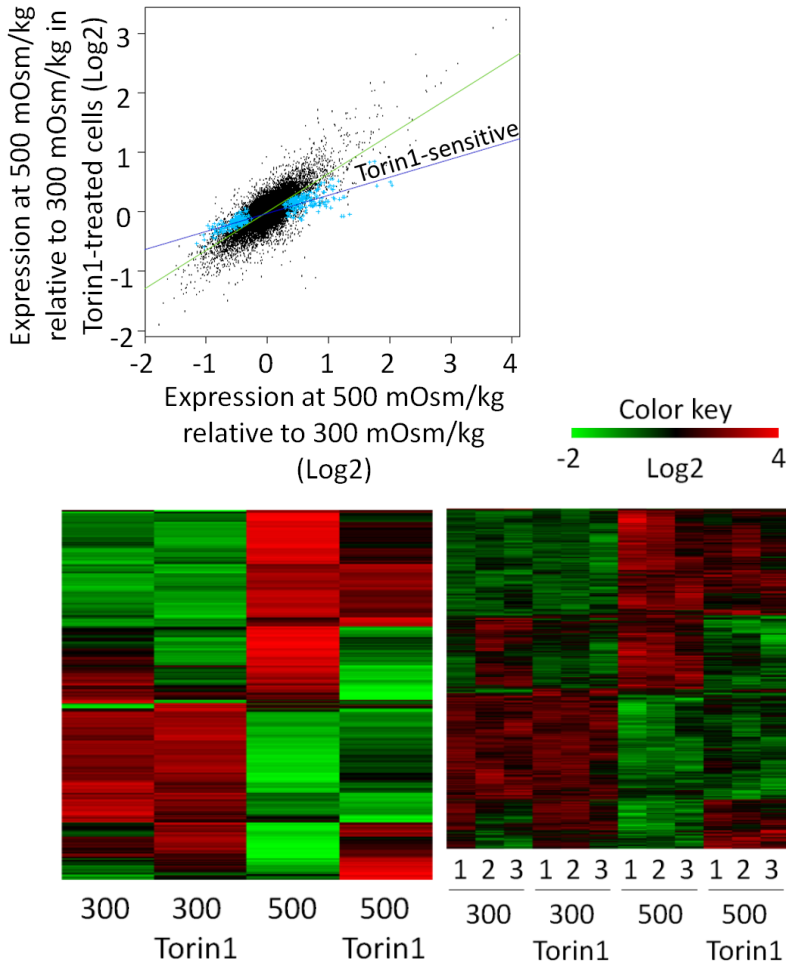 Expression at 500 mOsm/kg
relative to 300 mOsm/kg in
Torin1-treated cells (Log2)
3
2
1
0
-1
-2
Torin1-sensitive
-2 -1 0 1 2 3 4
Expression at 500 mOsm/kg
relative to 300 mOsm/kg
(Log2)
Color key
-2 4
Log2
300 300 500 500
Torin1 Torin1
1 2 3 1 2 3 1 2 3 1 2 3
300 300 500 500
Torin1 Torin1